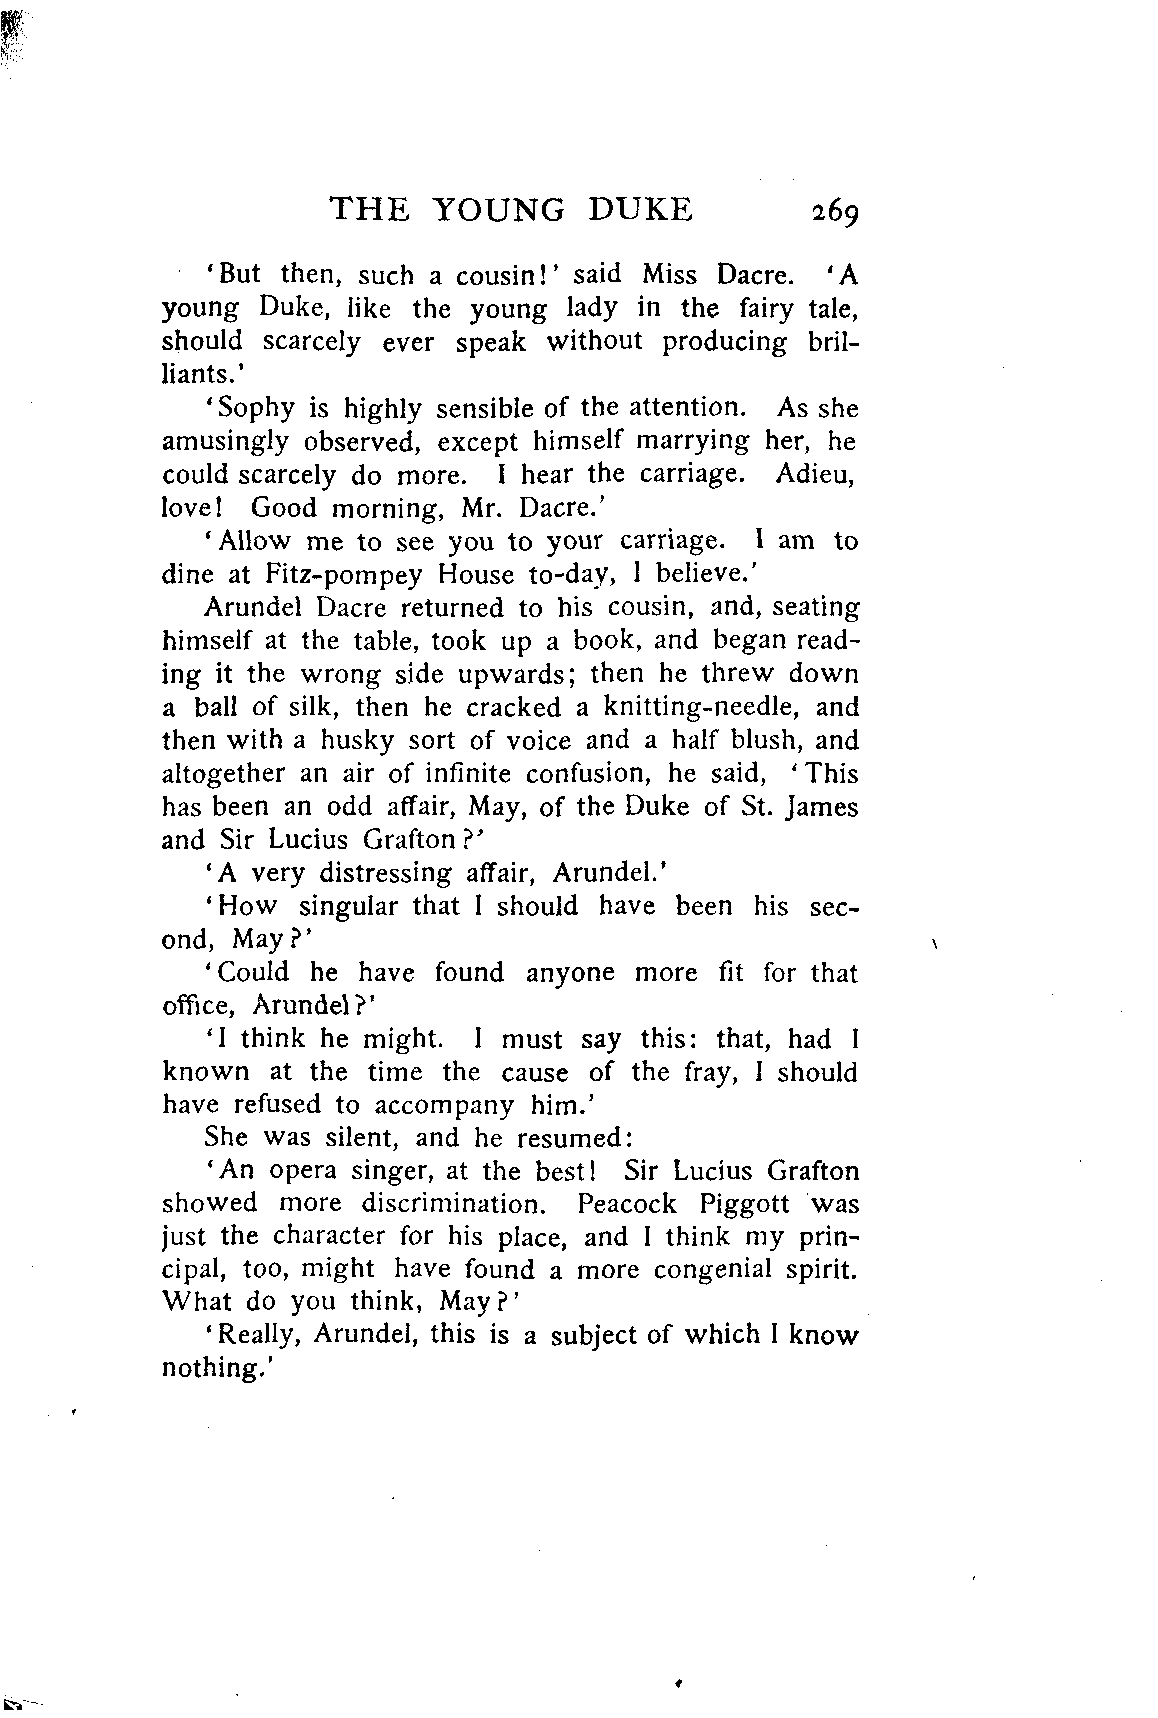 THE YOUNG DUKE 269
'But then, such a cousin!' said Miss Dacre. 'A
young Duke, like the young lady in the fairy tale,
should scarcely ever speak without producing bril-
liants.'
'Sophy is highly sensible of the attention. As she
amusingly observed, except himself marrying her, he
could scarcely do more. I hear the carriage. Adieu,
love! Good morning, Mr. Dacre.'
'Allow me to see you to your carriage. I am to
dine at Fitz-pompey House to-day, I believe.'
Arundel Dacre returned to his cousin, and, seating
himself at the table, took up a book, and began read-
ing it the wrong side upwards; then he threw down
a ball of silk, then he cracked a knitting-needle, and
then with a husky sort of voice and a half blush, and
altogether an air of infinite confusion, he said, 'This
has been an odd affair, May, of the Duke of St. James
and Sir Lucius Grafton?'
'A very distressing affair, Arundel.'
'How singular that I should have been his sec-
ond, May?'
'Could he have found anyone more fit for that
office, Arundel?'
'I think he might. I must say this: that, had I
known at the time the cause of the fray, I should
have refused to accompany him.'
She was silent, and he resumed:
'An opera singer, at the best! Sir Lucius Grafton
showed more discrimination. Peacock Piggott was
just the character for his place, and I think my prin-
cipal, too, might have found a more congenial spirit.
What do you think, May?'
'Really, Arundel, this is a subject of which I know
nothing.'